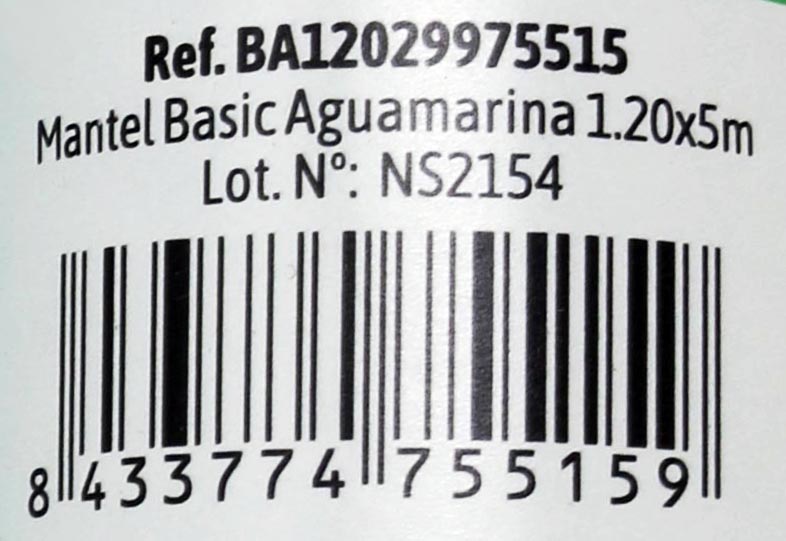 Ref. BA12029975515
Mantel Basic Aguamarina 1.20x5m
Lot. Nº: NS2154
8 433774 755159